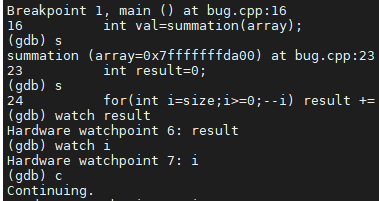 Breakpoint 1, main () at bug.cpp:16
16 int val=summation(array);
(gdb) s
summation (array=0x7fffffffda00) at bug.cpp:23
23 int result=0;
(gdb) s
24 for(int i=size;i>=0;--i) result +=
(gdb) watch result
Hardware watchpoint 6: result
(gdb) watch i
Hardware watchpoint 7: i
(gdb) c
Continuing.